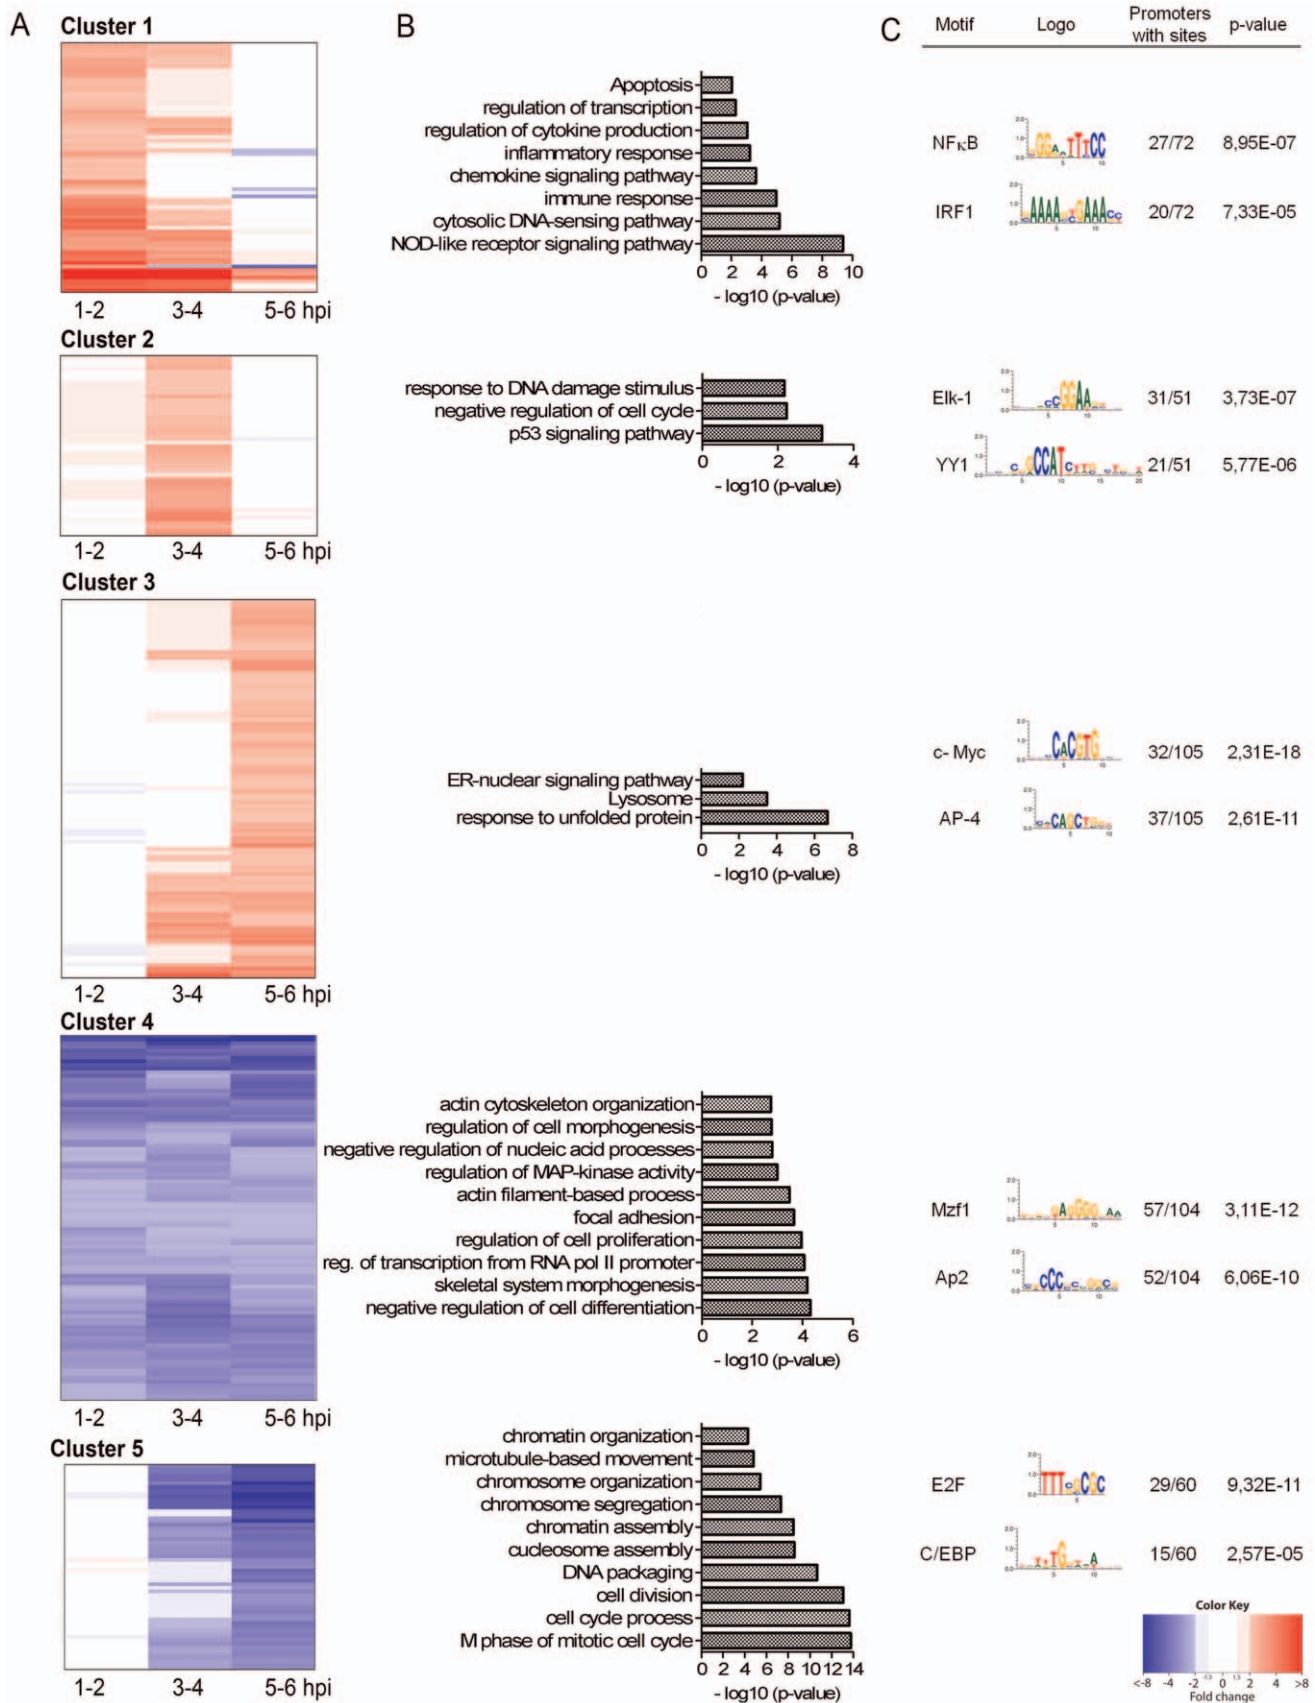 A
B
C
Motif Logo Promoters with sites p-value
Cluster 1
1-2 3-4 5-6 hpi
Apoptosis
regulation of transcription
regulation of cytokine production
inflammatory response
chemokine signaling pathway
immune response
cytosolic DNA-sensing pathway
NOD-like receptor signaling pathway
0 2 4 6 8 10
- log10 (p-value)
NFκB 27/72 8,95E-07
IRF1 20/72 7,33E-05
Cluster 2
1-2 3-4 5-6 hpi
response to DNA damage stimulus
negative regulation of cell cycle
p53 signaling pathway
0 2 4
- log10 (p-value)
Elk-1 31/51 3,73E-07
YY1 21/51 5,77E-06
Cluster 3
1-2 3-4 5-6 hpi
ER-nuclear signaling pathway
Lysosome
response to unfolded protein
0 2 4 6 8
- log10 (p-value)
c- Myc 32/105 2,31E-18
AP-4 37/105 2,61E-11
Cluster 4
1-2 3-4 5-6 hpi
actin cytoskeleton organization
regulation of cell morphogenesis
negative regulation of nucleic acid processes
regulation of MAP-kinase activity
actin filament-based process
focal adhesion
regulation of cell proliferation
reg. of transcription from RNA pol II promoter
skeletal system morphogenesis
negative regulation of cell differentiation
0 2 4 6
- log10 (p-value)
Mzf1 57/104 3,11E-12
Ap2 52/104 6,06E-10
Cluster 5
1-2 3-4 5-6 hpi
chromatin organization
microtubule-based movement
chromosome organization
chromosome segregation
chromatin assembly
cucleosome assembly
DNA packaging
cell division
cell cycle process
M phase of mitotic cell cycle
0 2 4 6 8 10 12 14
- log10 (p-value)
E2F 29/60 9,32E-11
C/EBP 15/60 2,57E-05
Color Key
<-8 -4 -2 -1.5 0 1.5 2 4 >8
Fold change